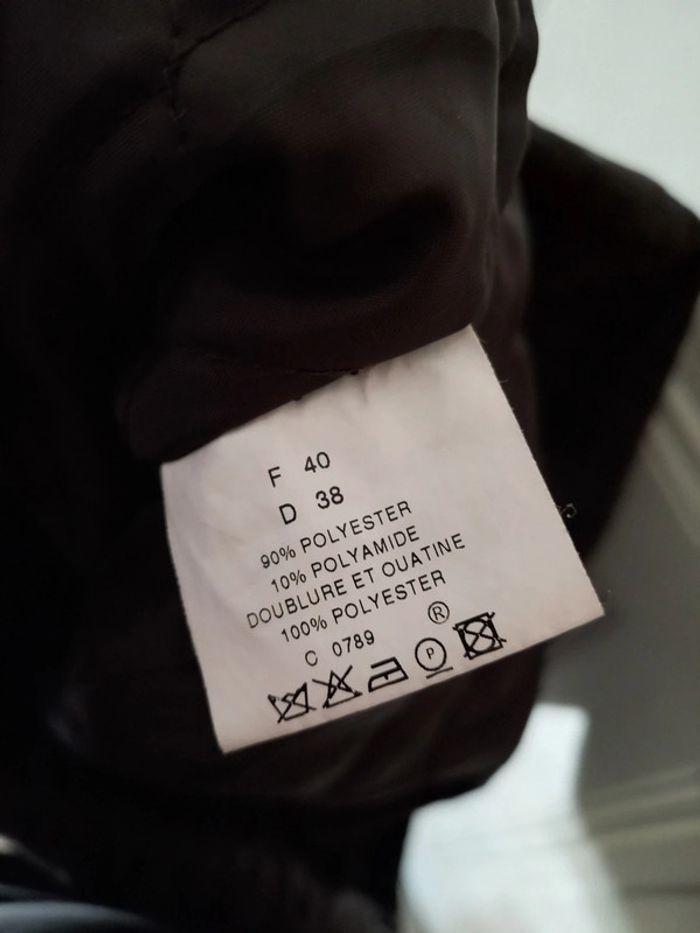 F 40
D 38
90% POLYESTER
10% POLYAMIDE
DOUBLURE ET OUATINE
100% POLYESTER
C 0789 ®
P